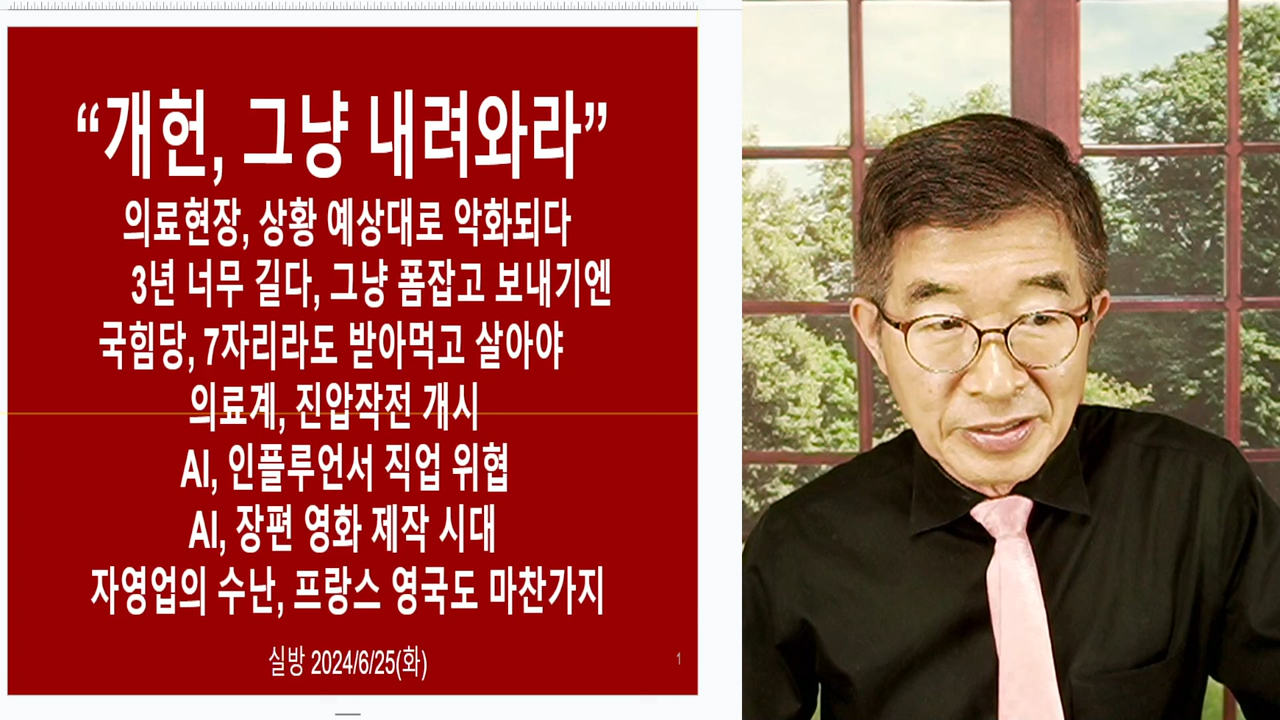 “개헌, 그냥 내려와라”
의료현장, 상황 예상대로 악화되다
3년 너무 길다, 그냥 폼잡고 보내기엔
국힘당, 7자리라도 받아먹고 살아야
의료계, 진압작전 개시
AI, 인플루언서 직업 위협
AI, 장편 영화 제작 시대
자영업의 수난, 프랑스 영국도 마찬가지
실방 2024/6/25(화)
1